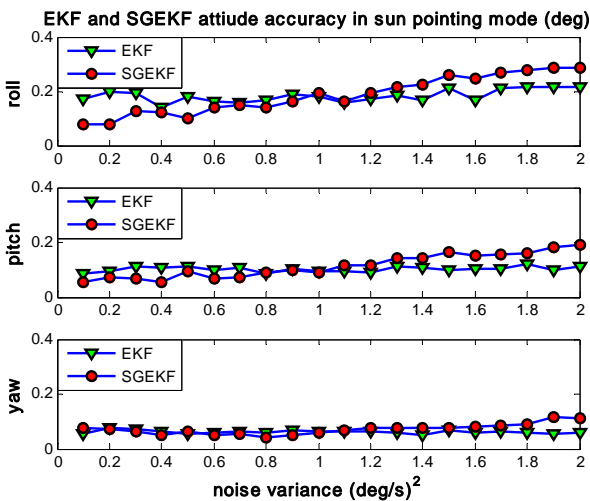 EKF and SGEKF attiude accuracy in sun pointing mode (deg)
0.4
EKF
SGEKF
roll
0.2
0
0 0.2 0.4 0.6 0.8 1 1.2 1.4 1.6 1.8 2
0.4
EKF
SGEKF
pitch
0.2
0
0 0.2 0.4 0.6 0.8 1 1.2 1.4 1.6 1.8 2
0.4
EKF
SGEKF
yaw
0.2
0
0 0.2 0.4 0.6 0.8 1 1.2 1.4 1.6 1.8 2
noise variance (deg/s)²